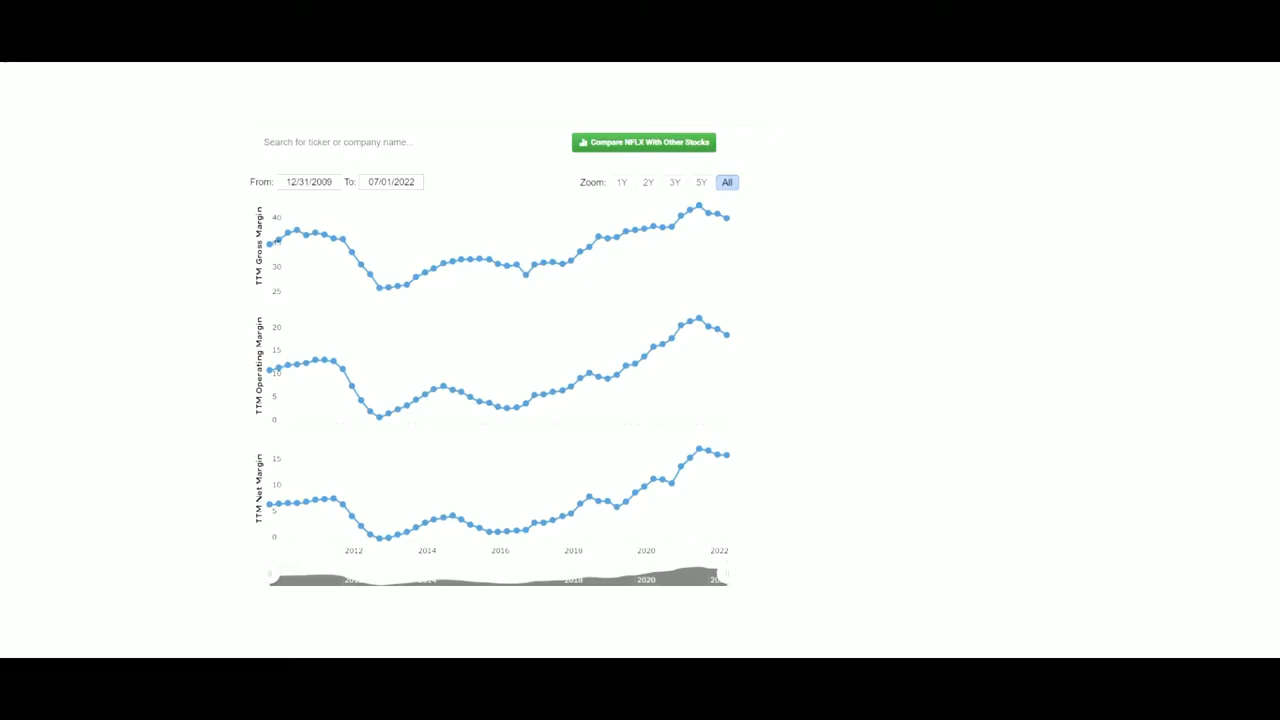 Search for ticker or company name...
Compare NFLX With Other Stocks
From: 12/31/2009 To: 07/01/2022
Zoom: 1Y 2Y 3Y 5Y All
TTM Gross Margin
40
35
30
25
TTM Operating Margin
20
15
10
5
0
TTM Net Margin
15
10
5
0
2012 2014 2016 2018 2020 2022
2018 2020